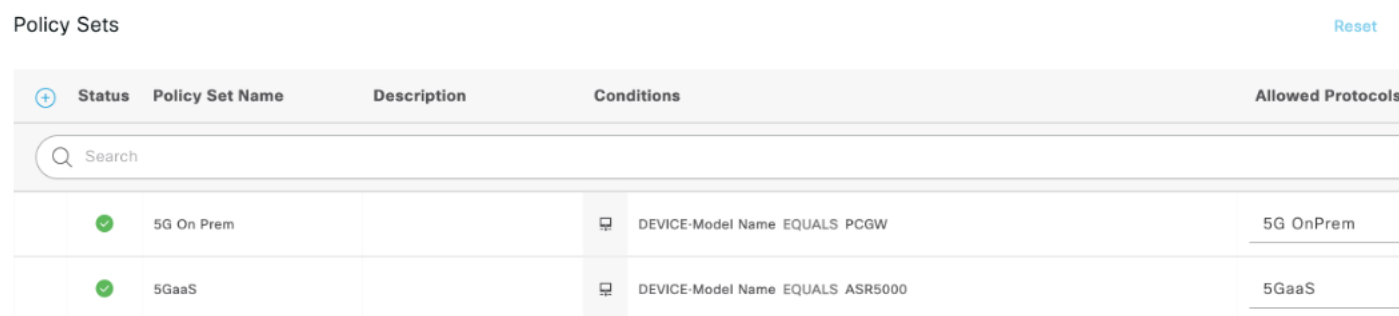 Policy Sets
Reset
Status Policy Set Name Description Conditions Allowed Protocols
Search
5G On Prem DEVICE-Model Name EQUALS PCGW 5G OnPrem
5GaaS DEVICE-Model Name EQUALS ASR5000 5GaaS